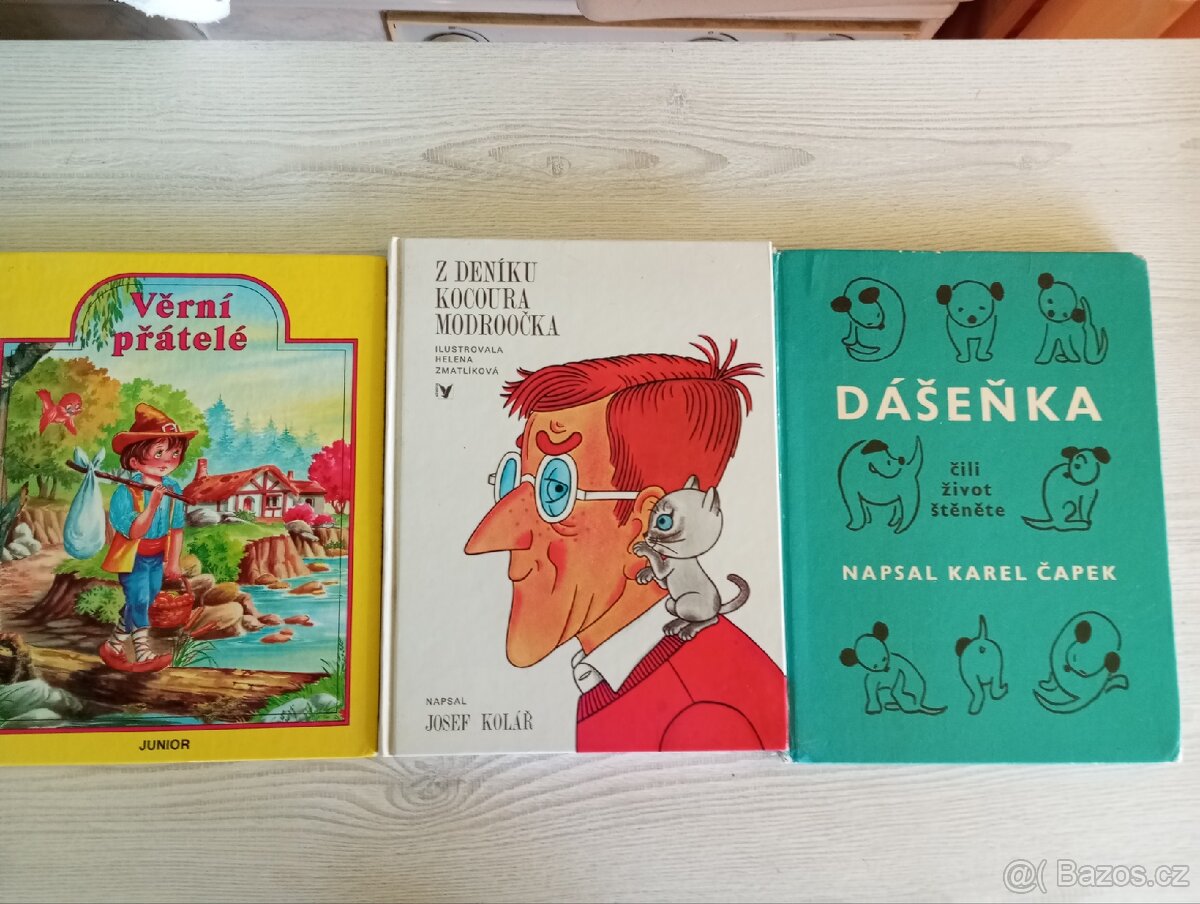 Věrní
přátelé
JUNIOR
Z DENÍKU
KOCOURA
MODROOČKA
ILUSTROVALA
HELENA
ZMATLÍKOVÁ
NAPSAL
JOSEF KOLÁŘ
DÁŠEŇKA
čili
život
štěněte
NAPSAL KAREL ČAPEK
@( Bazos.cz